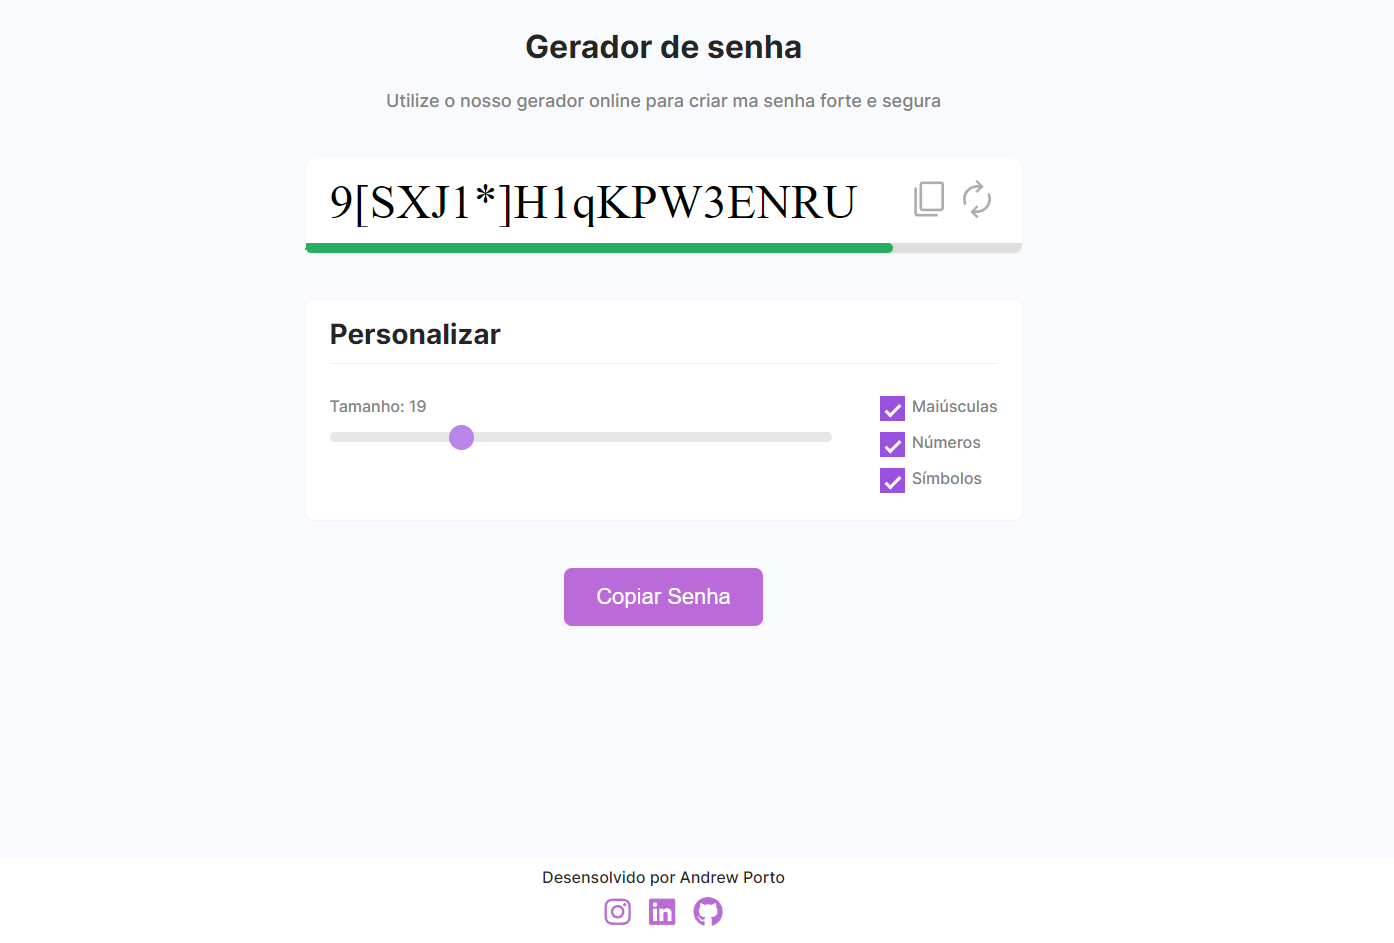 Gerador de senha
Utilize o nosso gerador online para criar ma senha forte e segura
9[SXJ1*]H1qKPW3ENRU
Personalizar
Tamanho: 19
Maiúsculas
Números
Símbolos
Copiar Senha
Desensolvido por Andrew Porto